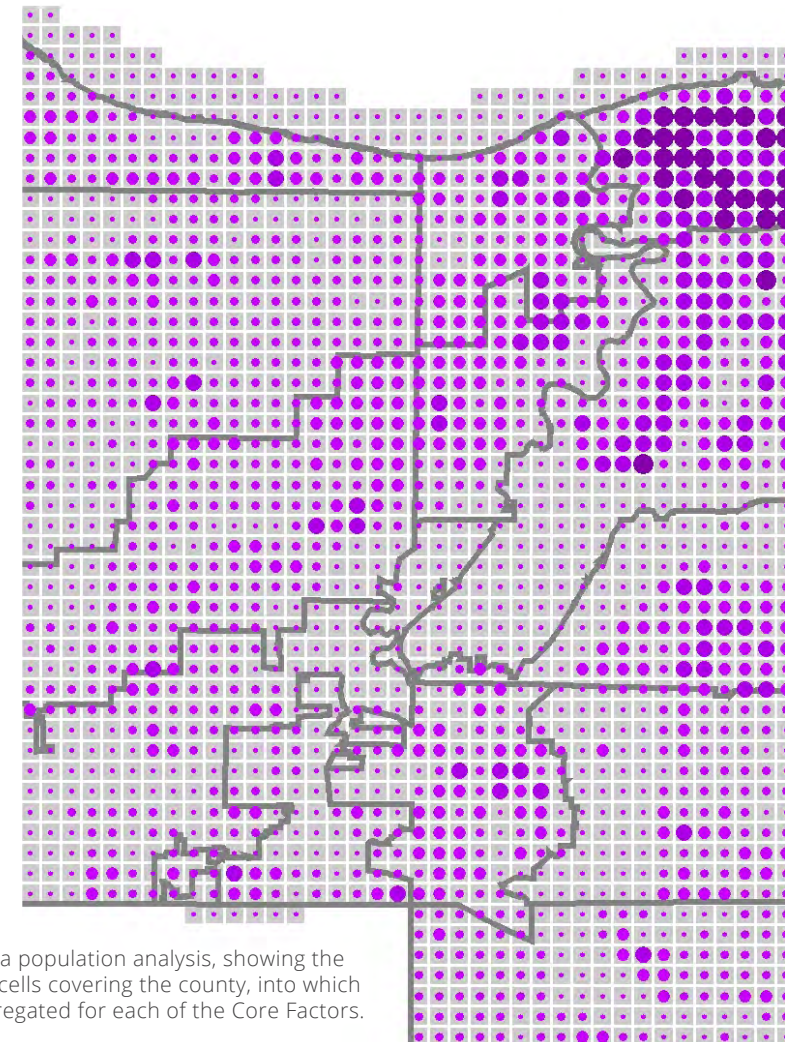 a population analysis, showing the
cells covering the county, into which
regated for each of the Core Factors.